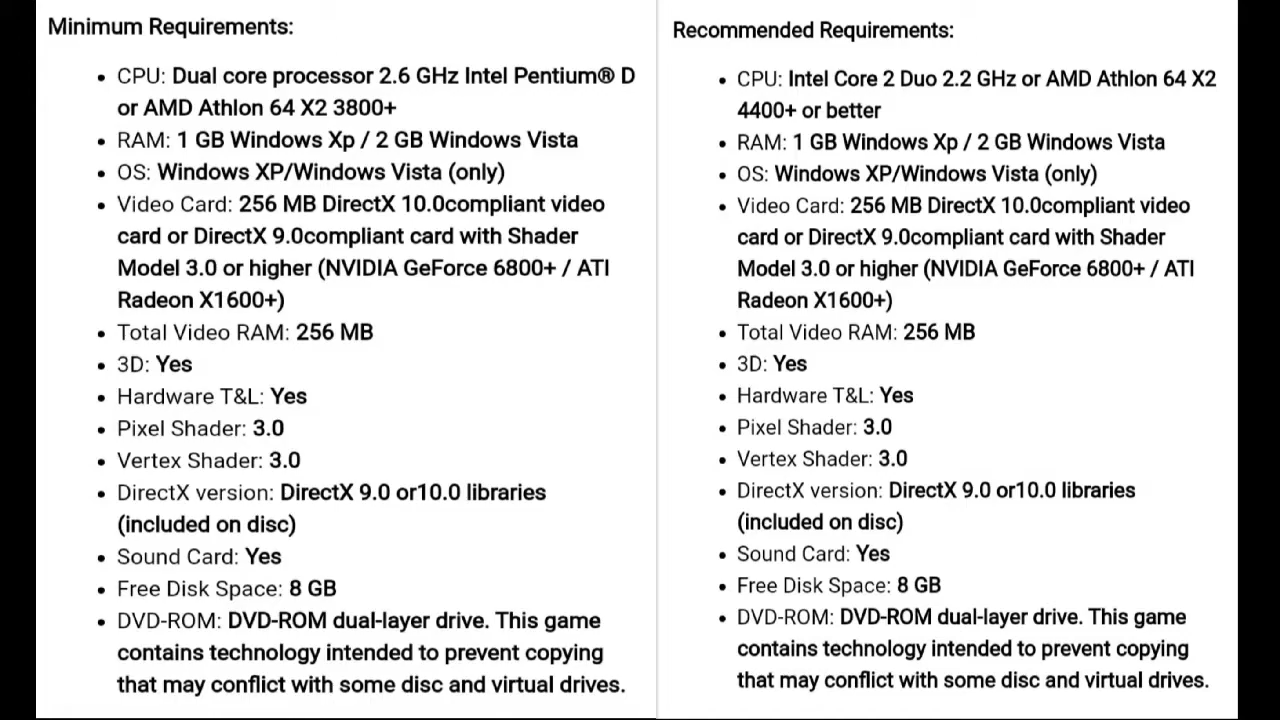 Minimum Requirements:
CPU: Dual core processor 2.6 GHz Intel Pentium® D
or AMD Athlon 64 X2 3800+
RAM: 1 GB Windows Xp / 2 GB Windows Vista
OS: Windows XP/Windows Vista (only)
Video Card: 256 MB DirectX 10.0compliant video
card or DirectX 9.0compliant card with Shader
Model 3.0 or higher (NVIDIA GeForce 6800+ / ATI
Radeon X1600+)
Total Video RAM: 256 MB
3D: Yes
Hardware T&L: Yes
Pixel Shader: 3.0
Vertex Shader: 3.0
DirectX version: DirectX 9.0 or10.0 libraries
(included on disc)
Sound Card: Yes
Free Disk Space: 8 GB
DVD-ROM: DVD-ROM dual-layer drive. This game
contains technology intended to prevent copying
that may conflict with some disc and virtual drives.
Recommended Requirements:
CPU: Intel Core 2 Duo 2.2 GHz or AMD Athlon 64 X2
4400+ or better
RAM: 1 GB Windows Xp / 2 GB Windows Vista
OS: Windows XP/Windows Vista (only)
Video Card: 256 MB DirectX 10.0compliant video
card or DirectX 9.0compliant card with Shader
Model 3.0 or higher (NVIDIA GeForce 6800+ / ATI
Radeon X1600+)
Total Video RAM: 256 MB
3D: Yes
Hardware T&L: Yes
Pixel Shader: 3.0
Vertex Shader: 3.0
DirectX version: DirectX 9.0 or10.0 libraries
(included on disc)
Sound Card: Yes
Free Disk Space: 8 GB
DVD-ROM: DVD-ROM dual-layer drive. This game
contains technology intended to prevent copying
that may conflict with some disc and virtual drives.